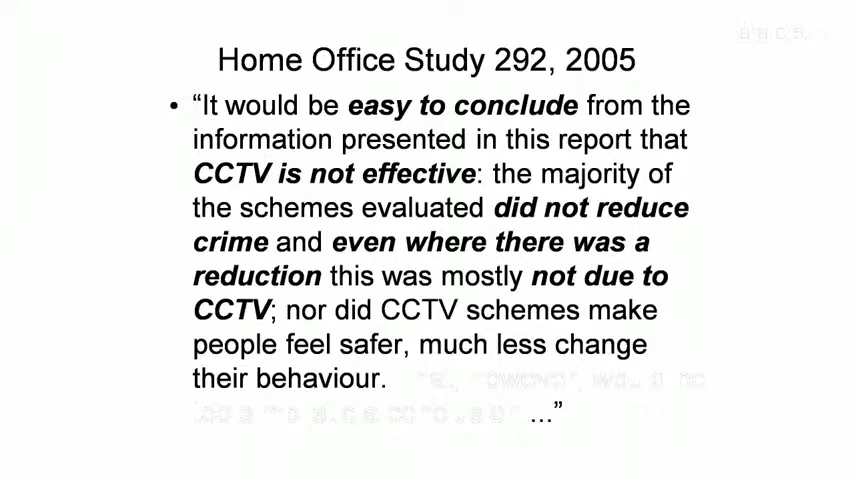 Home Office Study 292, 2005
• “It would be easy to conclude from the
information presented in this report that
CCTV is not effective: the majority of
the schemes evaluated did not reduce
crime and even where there was a
reduction this was mostly not due to
CCTV; nor did CCTV schemes make
people feel safer, much less change
their behaviour.
...”